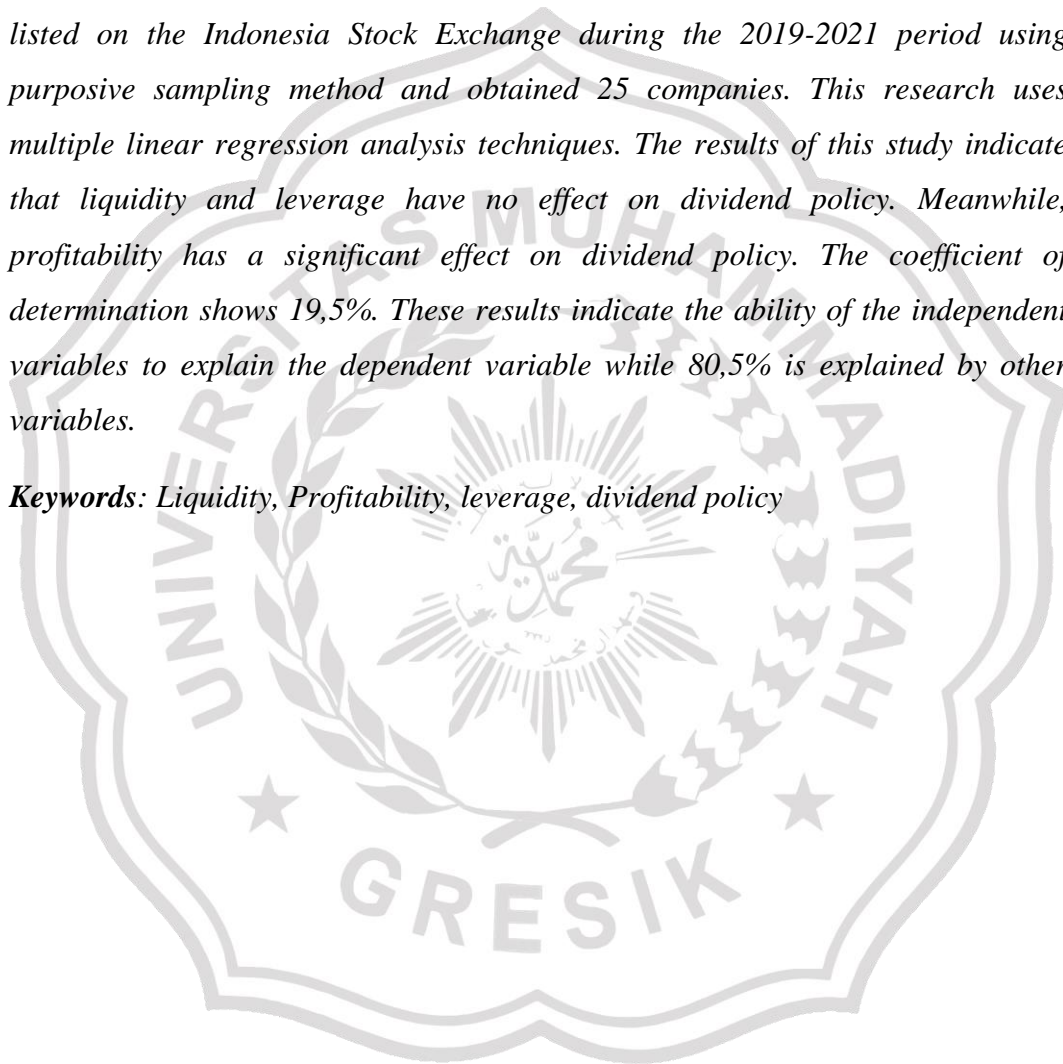 listed on the Indonesia Stock Exchange during the 2019-2021 period using
purposive sampling method and obtained 25 companies. This research uses
multiple linear regression analysis techniques. The results of this study indicate
that liquidity and leverage have no effect on dividend policy. Meanwhile,
profitability has a significant effect on dividend policy. The coefficient of
determination shows 19,5%. These results indicate the ability of the independent
variables to explain the dependent variable while 80,5% is explained by other
variables.
Keywords: Liquidity, Profitability, leverage, dividend policy
UNIVERSITAS MUHAMMADIYAH
GRESIK